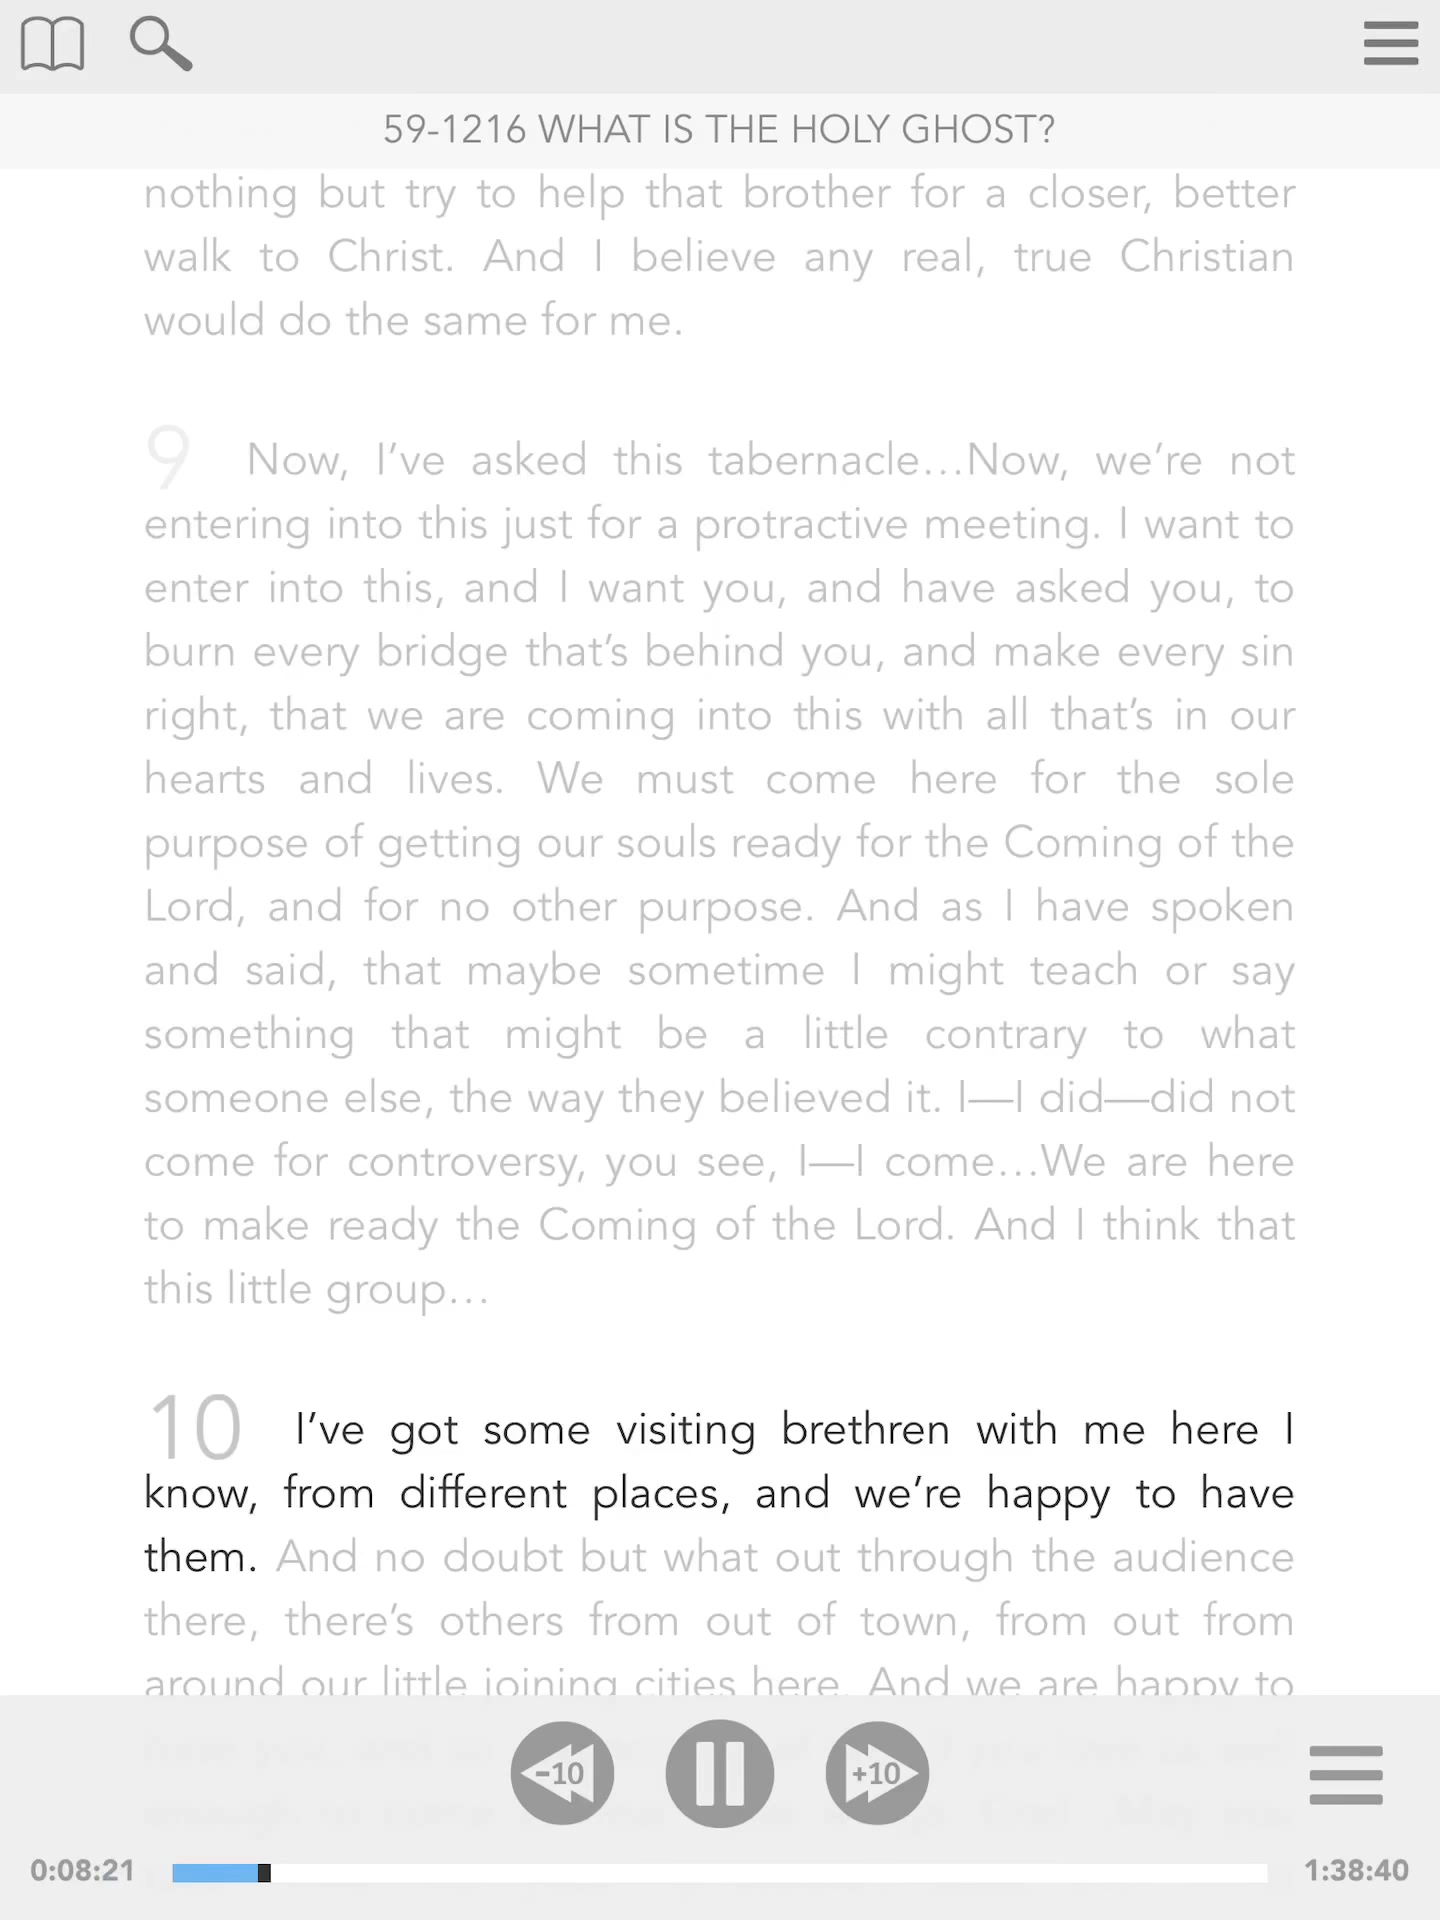 59-1216 WHAT IS THE HOLY GHOST?
nothing but try to help that brother for a closer, better
walk to Christ. And I believe any real, true Christian
would do the same for me.
9 Now, I’ve asked this tabernacle…Now, we’re not
entering into this just for a protractive meeting. I want to
enter into this, and I want you, and have asked you, to
burn every bridge that’s behind you, and make every sin
right, that we are coming into this with all that’s in our
hearts and lives. We must come here for the sole
purpose of getting our souls ready for the Coming of the
Lord, and for no other purpose. And as I have spoken
and said, that maybe sometime I might teach or say
something that might be a little contrary to what
someone else, the way they believed it. I—I did—did not
come for controversy, you see, I—I come…We are here
to make ready the Coming of the Lord. And I think that
this little group…
10 I’ve got some visiting brethren with me here I
know, from different places, and we’re happy to have
them. And no doubt but what out through the audience
there, there’s others from out of town, from out from
around our little joining cities here. And we are happy to
-10 +10
0:08:21 1:38:40